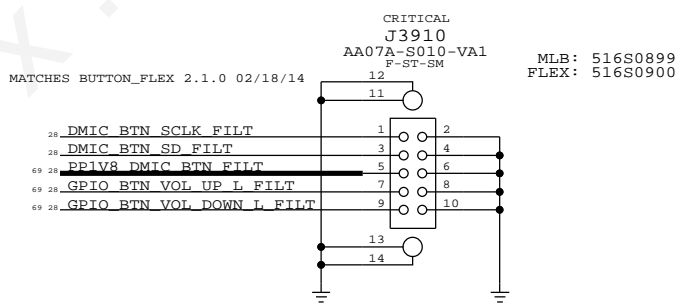 CRITICAL
J3910
AA07A-S010-VA1
F-ST-SM
MLB: 516S0899
FLEX: 516S0900
MATCHES BUTTON_FLEX 2.1.0 02/18/14
12
11
28 DMIC_BTN_SCLK_FILT 1 2
28 DMIC_BTN_SD_FILT 3 4
69 28 PP1V8_DMIC_BTN_FILT 5 6
69 28 GPIO_BTN_VOL_UP_L_FILT 7 8
69 28 GPIO_BTN_VOL_DOWN_L_FILT 9 10
13
14